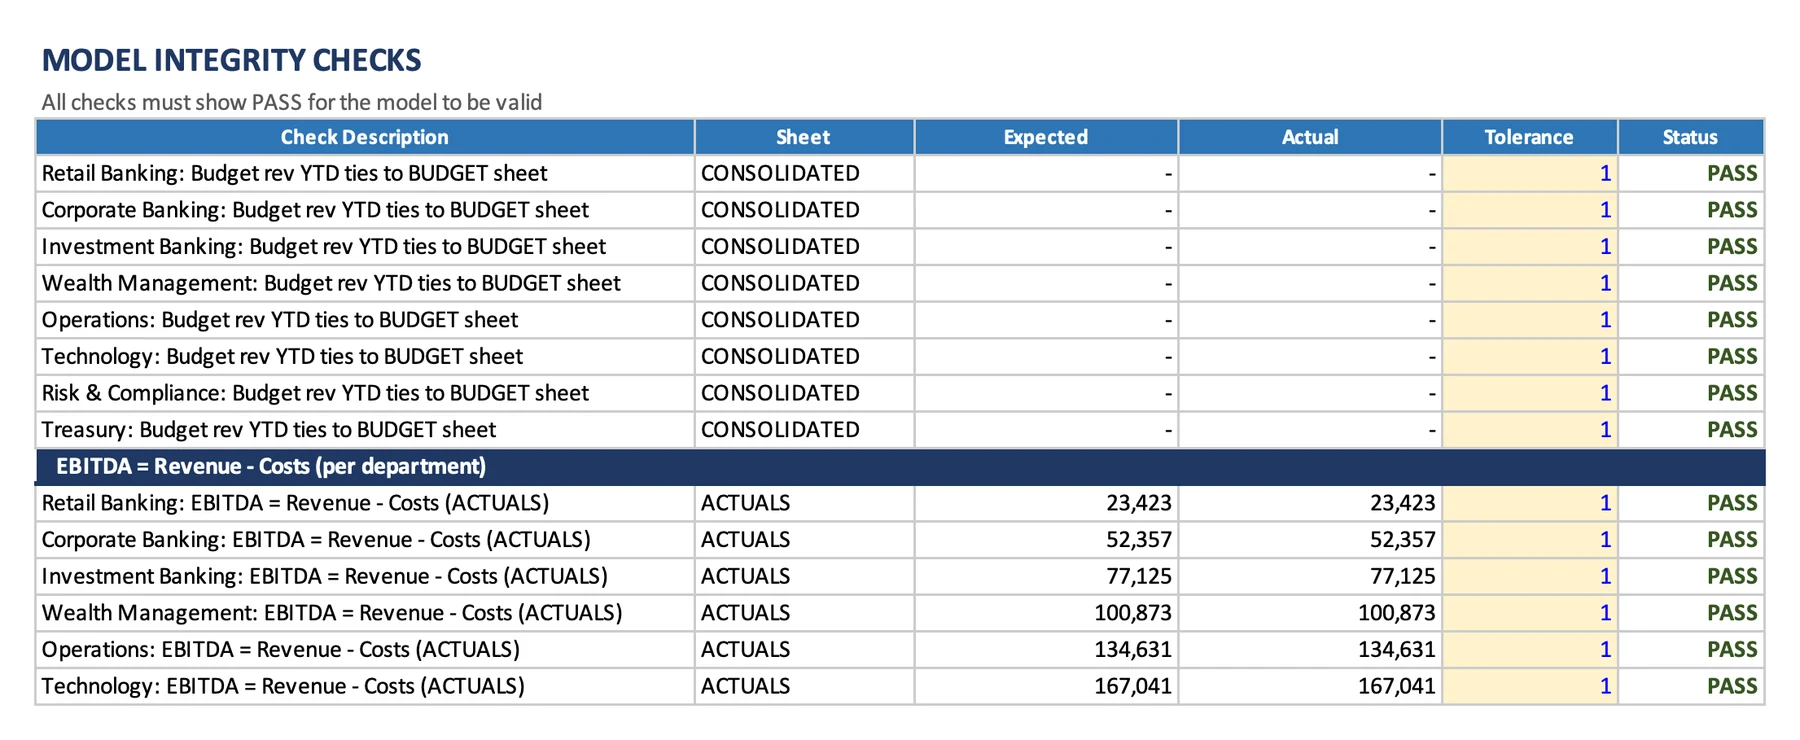 MODEL INTEGRITY CHECKS
All checks must show PASS for the model to be valid
Check Description Sheet Expected Actual Tolerance Status
Retail Banking: Budget rev YTD ties to BUDGET sheet CONSOLIDATED - - 1 PASS
Corporate Banking: Budget rev YTD ties to BUDGET sheet CONSOLIDATED - - 1 PASS
Investment Banking: Budget rev YTD ties to BUDGET sheet CONSOLIDATED - - 1 PASS
Wealth Management: Budget rev YTD ties to BUDGET sheet CONSOLIDATED - - 1 PASS
Operations: Budget rev YTD ties to BUDGET sheet CONSOLIDATED - - 1 PASS
Technology: Budget rev YTD ties to BUDGET sheet CONSOLIDATED - - 1 PASS
Risk & Compliance: Budget rev YTD ties to BUDGET sheet CONSOLIDATED - - 1 PASS
Treasury: Budget rev YTD ties to BUDGET sheet CONSOLIDATED - - 1 PASS
EBITDA = Revenue - Costs (per department)
Retail Banking: EBITDA = Revenue - Costs (ACTUALS) ACTUALS 23,423 23,423 1 PASS
Corporate Banking: EBITDA = Revenue - Costs (ACTUALS) ACTUALS 52,357 52,357 1 PASS
Investment Banking: EBITDA = Revenue - Costs (ACTUALS) ACTUALS 77,125 77,125 1 PASS
Wealth Management: EBITDA = Revenue - Costs (ACTUALS) ACTUALS 100,873 100,873 1 PASS
Operations: EBITDA = Revenue - Costs (ACTUALS) ACTUALS 134,631 134,631 1 PASS
Technology: EBITDA = Revenue - Costs (ACTUALS) ACTUALS 167,041 167,041 1 PASS